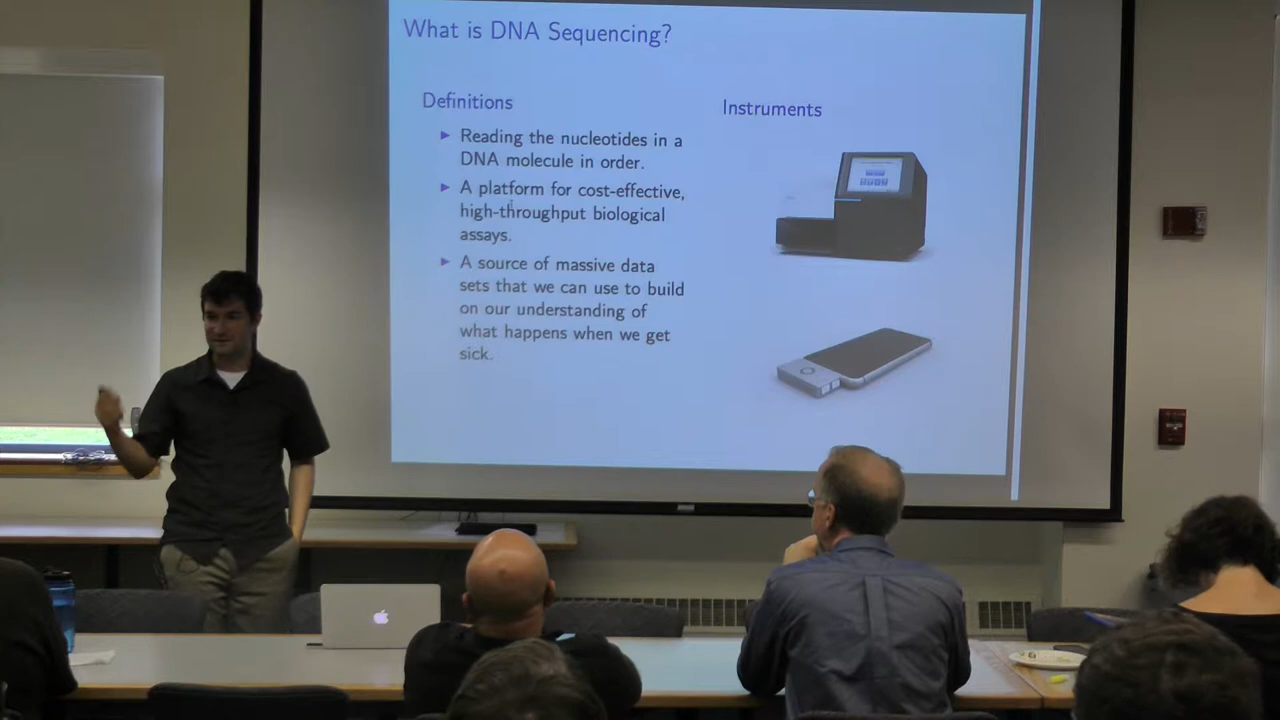 What is DNA Sequencing?
Definitions
Reading the nucleotides in a
DNA molecule in order.
A platform for cost-effective,
high-throughput biological
assays.
A source of massive data
sets that we can use to build
on our understanding of
what happens when we get
sick.
Instruments